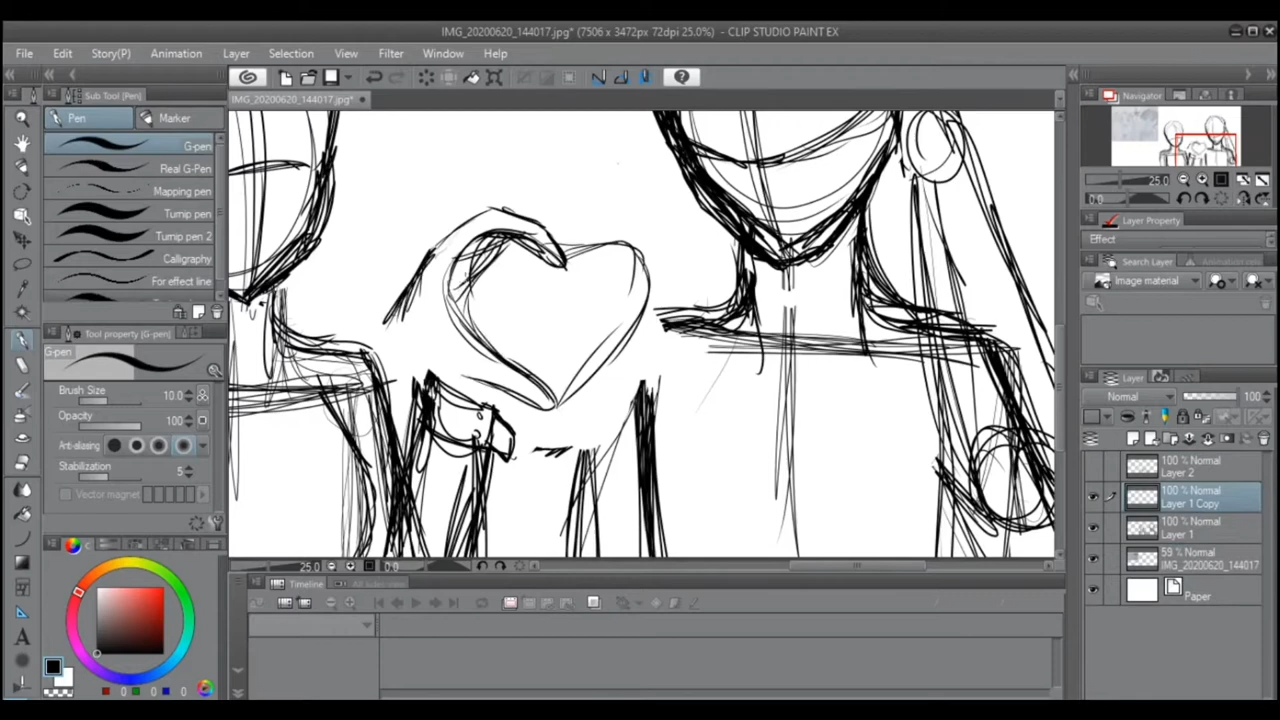 IMG_20200620_144017.jpg* (7506 x 3472px 72dpi 25.0%) - CLIP STUDIO PAINT EX
File Edit Story(P) Animation Layer Selection View Filter Window Help
Sub Tool [Pen]
IMG_20200620_144017.jpg*
Navigator
Pen Marker
G-pen
Real G-Pen
Mapping pen
Turnip pen
Turnip pen 2
Calligraphy
For effect line
25.0
0.0
Layer Property
Effect
Search Layer
Image material
Tool property [G-pen]
G-pen
Brush Size 10.0
Opacity 100
Anti-aliasing
Stabilization 5
Vector magnet
Layer
Normal 100
100 % Normal
Layer 2
100 % Normal
Layer 1 Copy
100 % Normal
Layer 1
59 % Normal
IMG_20200620_144017
Paper
25.0 0.0
Timeline
0 0 0